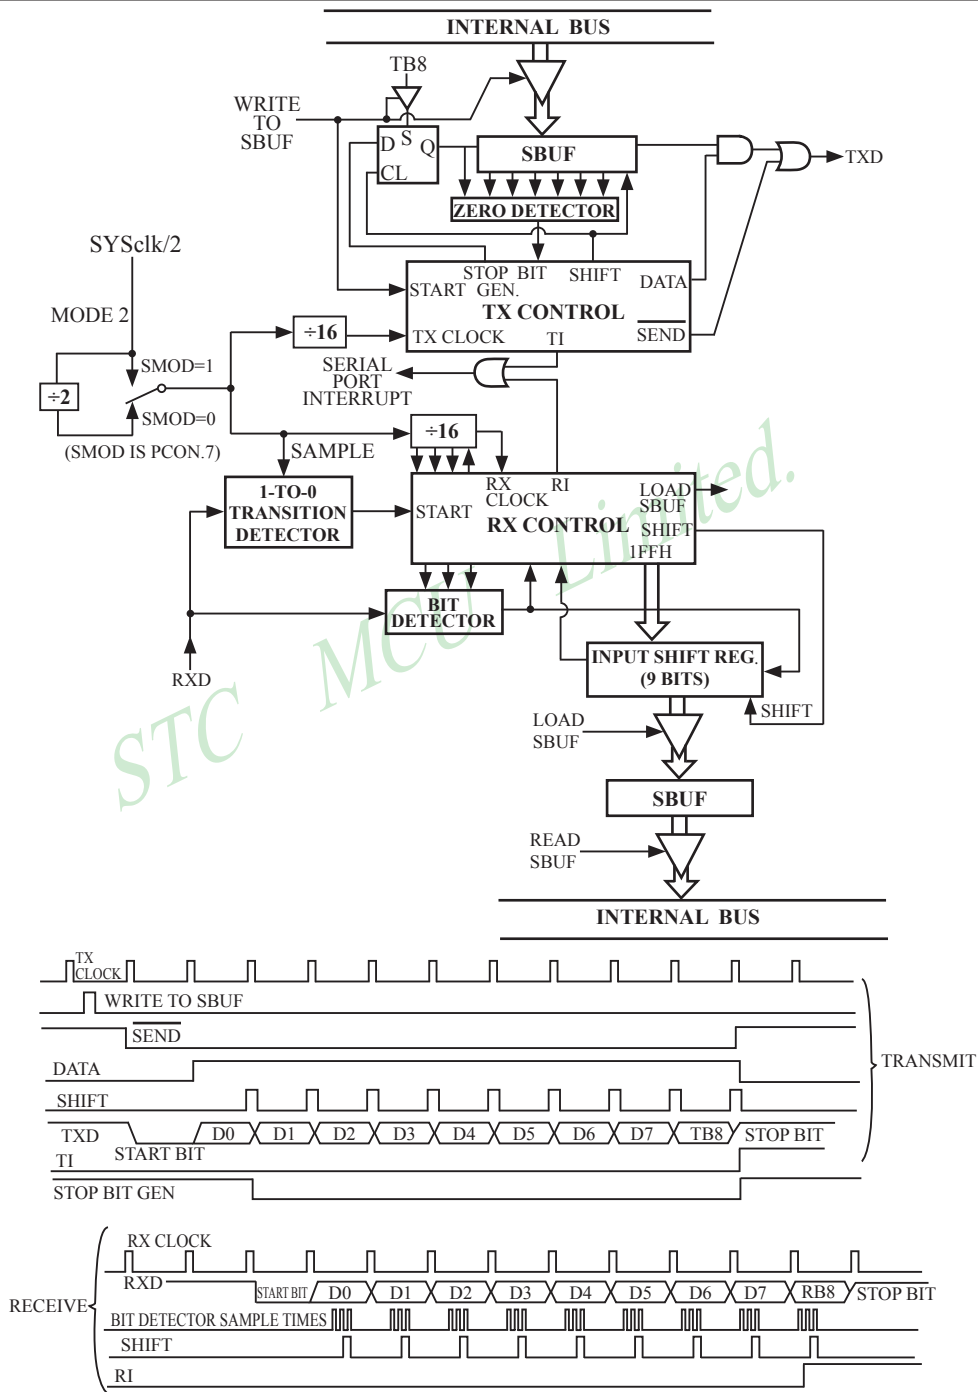 INTERNAL BUS
TB8
WRITE
TO
SBUF
D S Q
CL
SBUF
TXD
ZERO DETECTOR
SYSclk/2
MODE 2
STOP BIT
GEN.
SHIFT
DATA
START
TX CONTROL
TX CLOCK
TI
SEND
÷16
SERIAL
PORT
INTERRUPT
SMOD=1
÷2
SMOD=0
(SMOD IS PCON.7)
SAMPLE
÷16
1-TO-0
TRANSITION
DETECTOR
RX
CLOCK
RI
LOAD
SBUF
START
RX CONTROL
SHIFT
1FFH
BIT
DETECTOR
RXD
INPUT SHIFT REG.
(9 BITS)
SHIFT
LOAD
SBUF
SBUF
READ
SBUF
INTERNAL BUS
STC MCU Limited.
TX
CLOCK
WRITE TO SBUF
SEND
DATA
SHIFT
TXD
START BIT
D0 D1 D2 D3 D4 D5 D6 D7 TB8 STOP BIT
TI
STOP BIT GEN
TRANSMIT
RX CLOCK
RXD
START BIT D0 D1 D2 D3 D4 D5 D6 D7 RB8 STOP BIT
RECEIVE
BIT DETECTOR SAMPLE TIMES
SHIFT
RI